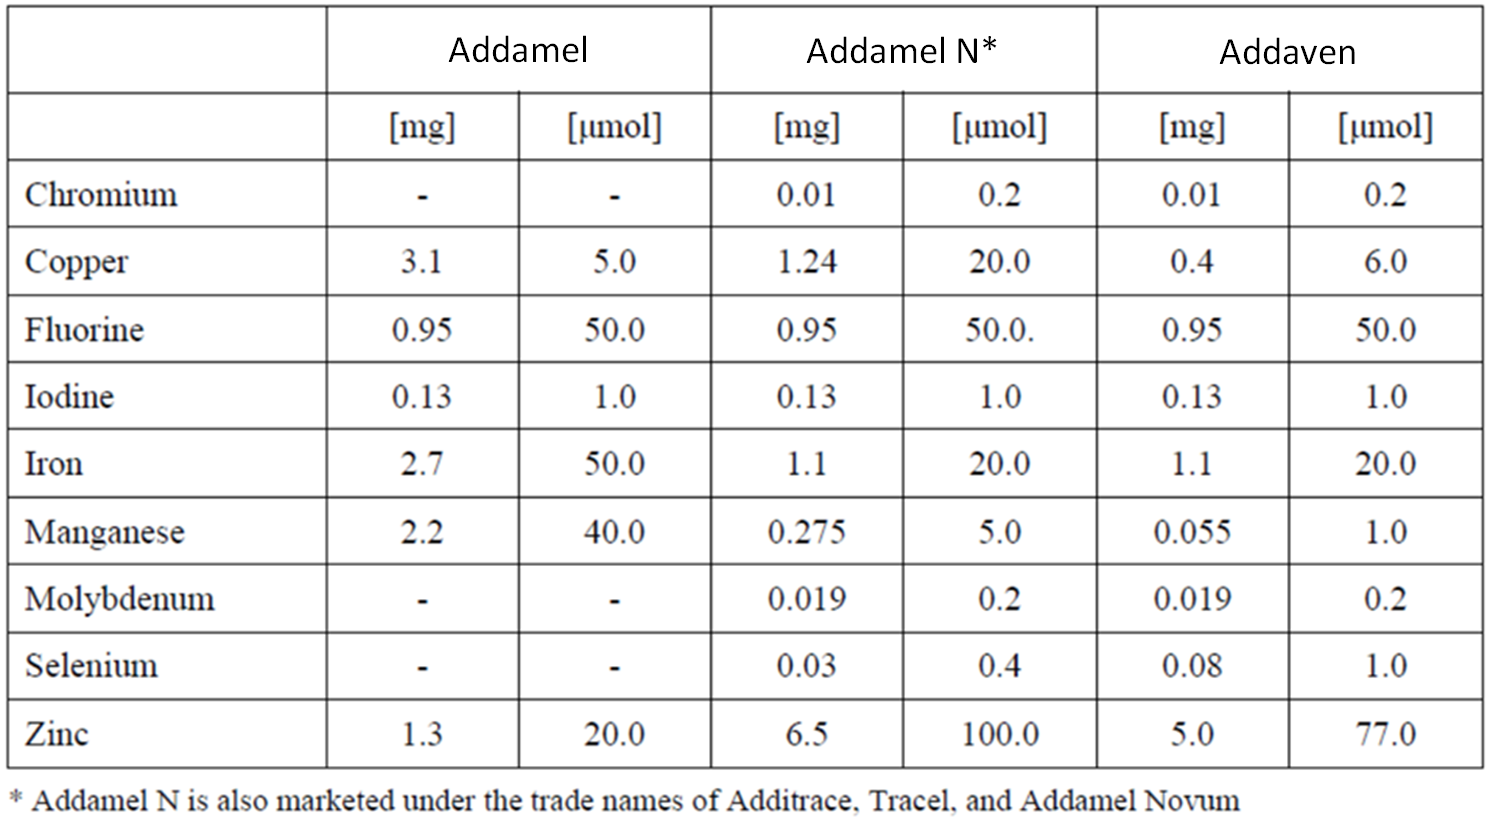 Addamel Addamel N* Addaven
[mg] [μmol] [mg] [μmol] [mg] [μmol]
Chromium - - 0.01 0.2 0.01 0.2
Copper 3.1 5.0 1.24 20.0 0.4 6.0
Fluorine 0.95 50.0 0.95 50.0. 0.95 50.0
Iodine 0.13 1.0 0.13 1.0 0.13 1.0
Iron 2.7 50.0 1.1 20.0 1.1 20.0
Manganese 2.2 40.0 0.275 5.0 0.055 1.0
Molybdenum - - 0.019 0.2 0.019 0.2
Selenium - - 0.03 0.4 0.08 1.0
Zinc 1.3 20.0 6.5 100.0 5.0 77.0
* Addamel N is also marketed under the trade names of Additrace, Tracel, and Addamel Novum